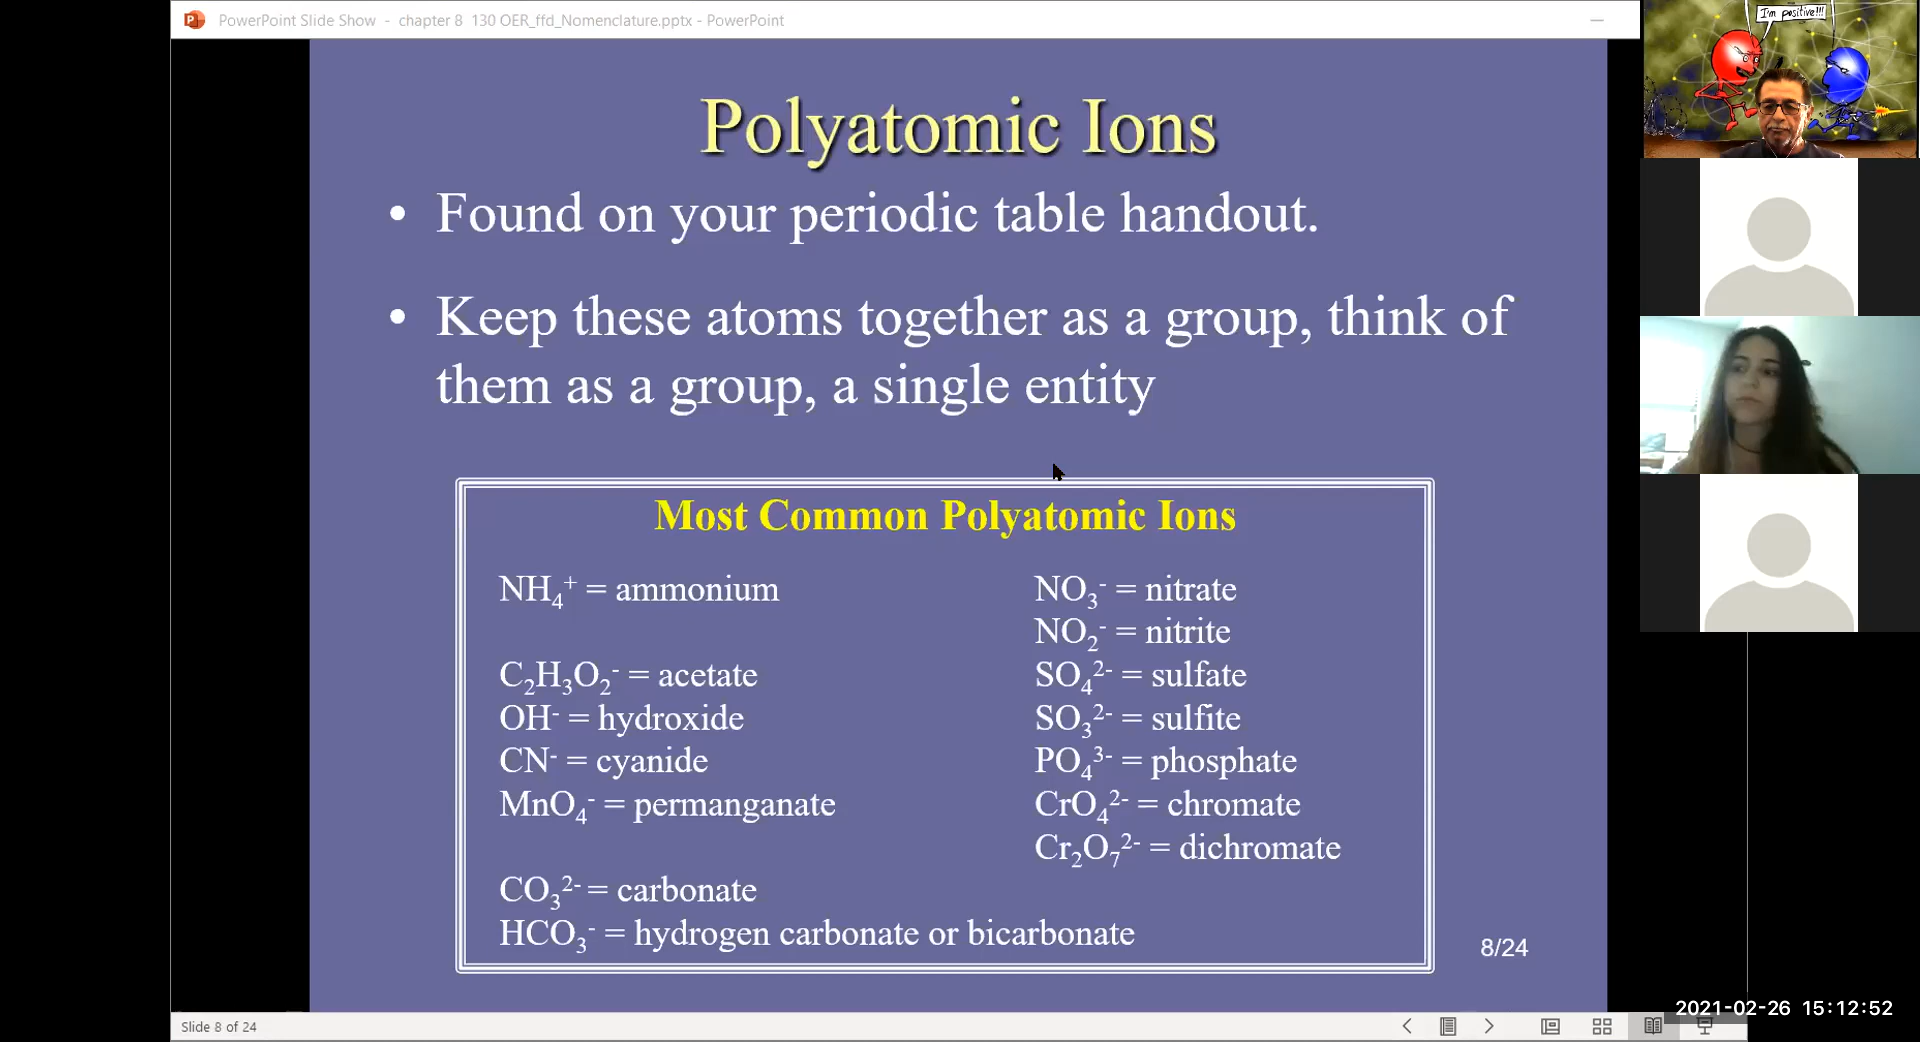 PowerPoint Slide Show - chapter 8 130 OER_ffd_Nomenclature.pptx - PowerPoint
I'm positive!!!
Polyatomic Ions
• Found on your periodic table handout.
• Keep these atoms together as a group, think of
them as a group, a single entity
Most Common Polyatomic Ions
NH₄⁺ = ammonium
NO₃⁻ = nitrate
NO₂⁻ = nitrite
C₂H₃O₂⁻ = acetate
SO₄²⁻ = sulfate
OH⁻ = hydroxide
SO₃²⁻ = sulfite
CN⁻ = cyanide
PO₄³⁻ = phosphate
MnO₄⁻ = permanganate
CrO₄²⁻ = chromate
Cr₂O₇²⁻ = dichromate
CO₃²⁻ = carbonate
HCO₃⁻ = hydrogen carbonate or bicarbonate
8/24
2021-02-26 15:12:52
Slide 8 of 24